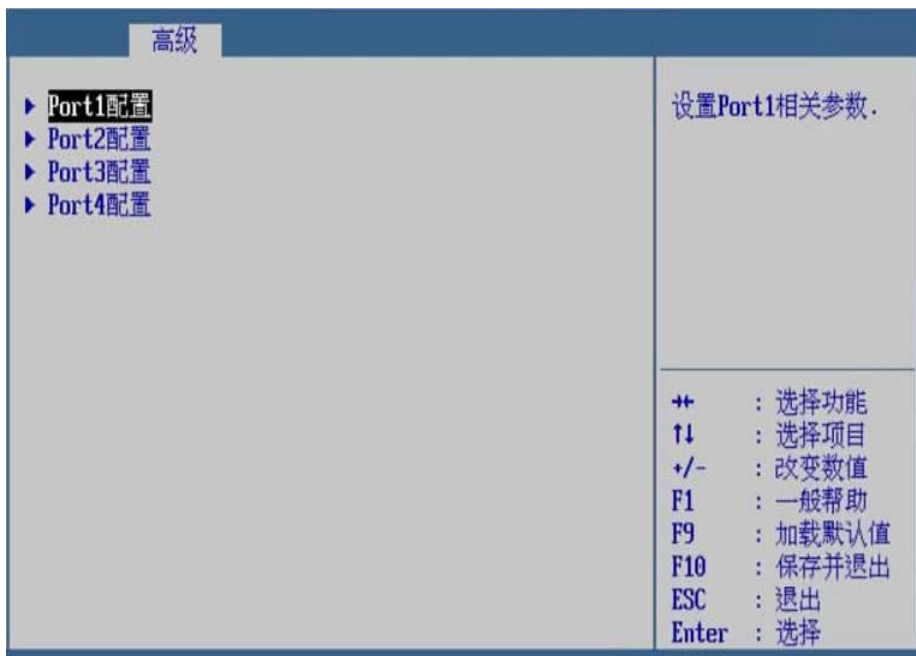 高级
Port1配置
Port2配置
Port3配置
Port4配置
设置Port1相关参数.
→← : 选择功能
↑↓ : 选择项目
+/- : 改变数值
F1 : 一般帮助
F9 : 加载默认值
F10 : 保存并退出
ESC : 退出
Enter : 选择